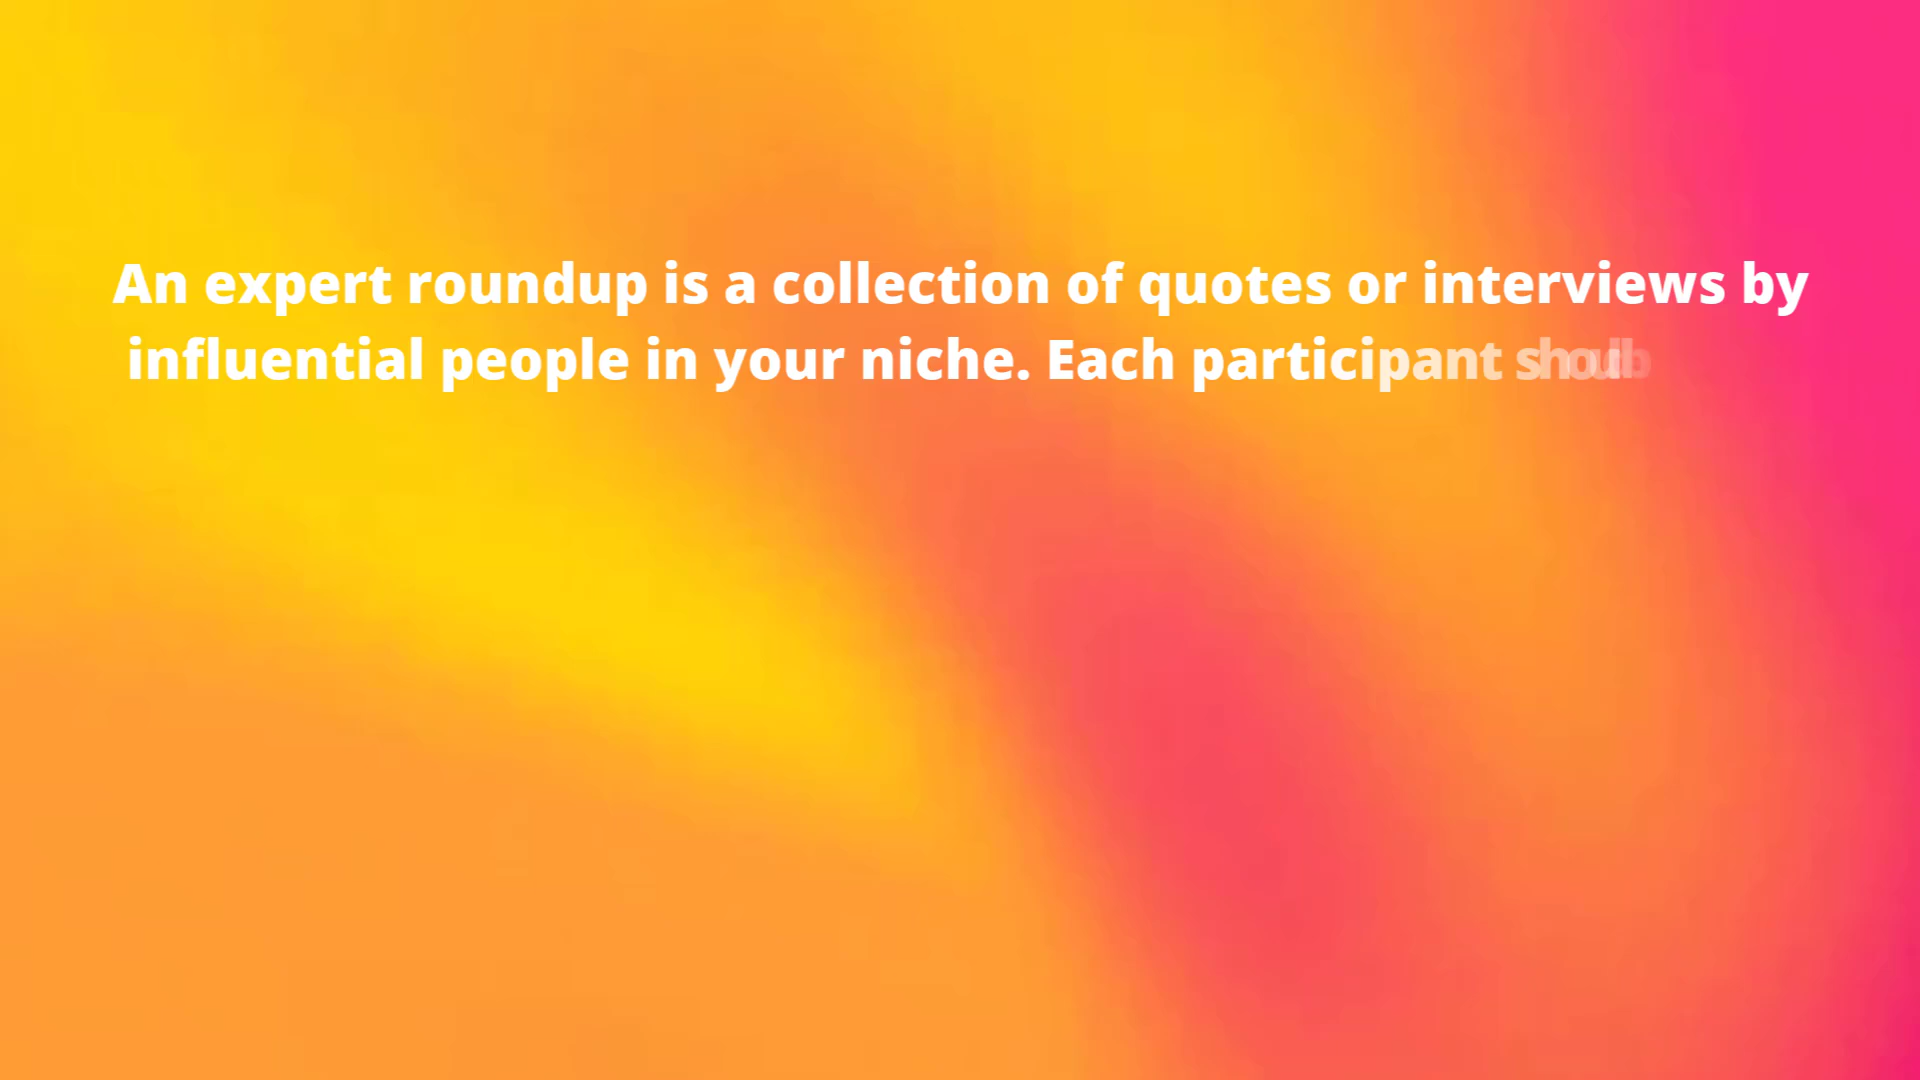 An expert roundup is a collection of quotes or interviews by
influential people in your niche. Each participant